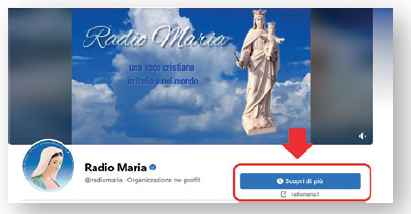 Radio Maria
una voce cristiana
in Italia e nel mondo
Radio Maria
@radiomaria · Organizzazione no-profit
Scopri di più
radiomaria.it